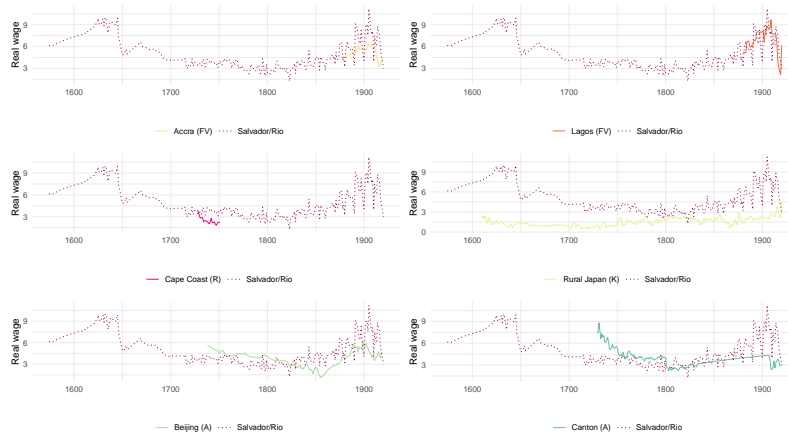 Real wage
9
6
3
1600 1700 1800 1900
Accra (FV) Salvador/Rio
Real wage
9
6
3
1600 1700 1800 1900
Lagos (FV) Salvador/Rio
Real wage
9
6
3
1600 1700 1800 1900
Cape Coast (R) Salvador/Rio
Real wage
9
6
3
0
1600 1700 1800 1900
Rural Japan (K) Salvador/Rio
Real wage
9
6
3
1600 1700 1800 1900
Beijing (A) Salvador/Rio
Real wage
9
6
3
1600 1700 1800 1900
Canton (A) Salvador/Rio